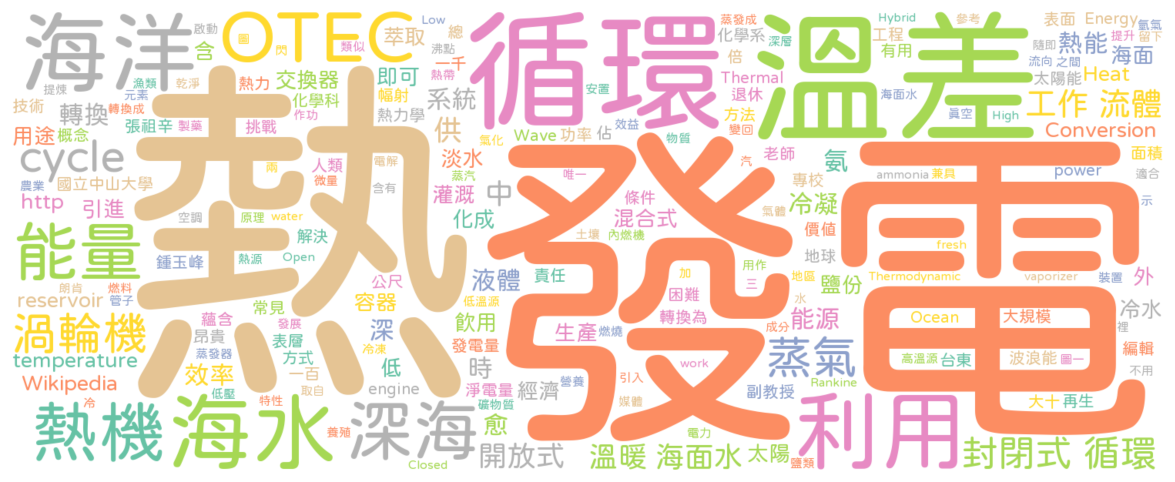 海洋
提煉
啟動
含
OTEC
圖
閃
類似
Low
總
沸點
萃取
一千
熱帶
循環
蒸發成
化學系
深層
倍
溫差
Hybrid
工程
有用
參考
表面
Energy
氫氣
提升
留下
隨即
熱能
海面
流向
之間
太陽能
Heat
漁類
乾淨
熱力
交換器
即可
元素
化學科
輻射
系統
安置
Thermal
退休
海面水
工作 流體
技術
轉換
轉換成
作功
熱力學
方法
真空
High
用途
概念
張祖辛
製藥
挑戰
供
氣化
Wave
功率
佔
效益
變回
Conversion
物質
cycle
熱
兩
人類
電解
淡水
汽
老師
氨
面積
國立中山大學
微量
含有
蒸汽
唯一
ammonia
兼具
power
適合
農業
http
引進
空調
原理
water
灌溉
中
條件
專校
冷凝
示
化成
混合式
氣體
價值
能量
解決
熱源
Open
土壤
內燃機
發
電
fresh
鍾玉峰
地球
朗肯
燃料
公尺
液體
責任
加
用作
地區
鹽份
Thermodynamic
vaporizer
裝置
外
reservoir
管子
蘊含
常見
容器
低溫源
三
困難
水
發展
昂貴
深
飲用
轉換為
能源
Ocean
大規模
冷水
渦輪機
表層
生產
燃燒
成分
裡
蒸發器
方式
冷凍
發電量
編輯
temperature
低
時
work
蒸氣
高溫源
台東
波浪能
圖一
效率
一百
Wikipedia
低壓
取自
engine
淨電量
經濟
營養
引入
副教授
Rankine
不用
冷
特性
礦物質
媒體
大十
再生
熱機
海水
養殖
深海
愈
電力
利用
開放式
溫暖 海面水
太陽
封閉式 循環
Closed
鹽類